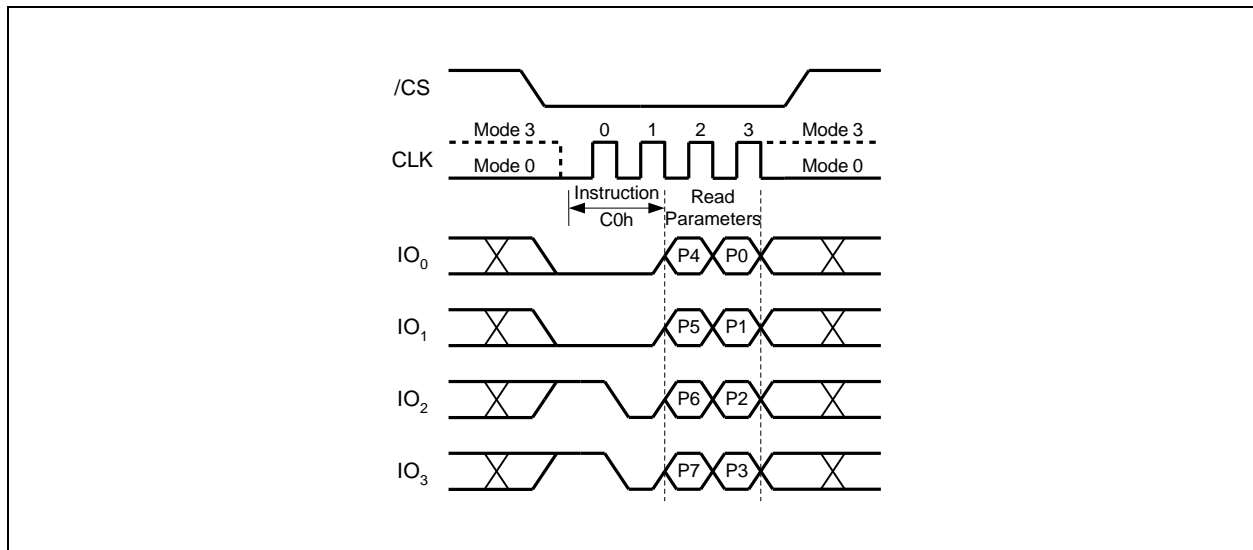 /CS
Mode 3 0 1 2 3 Mode 3
CLK
Mode 0 Mode 0
Instruction Read
C0h Parameters
IO0 P4 P0
IO1 P5 P1
IO2 P6 P2
IO3 P7 P3